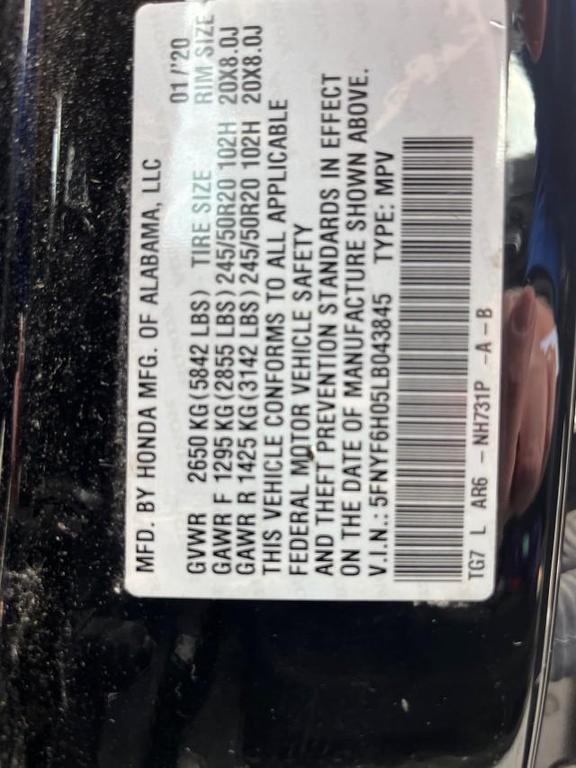 MFD. BY HONDA MFG. OF ALABAMA, LLC 01/'20
GVWR 2650 KG(5842 LBS) TIRE SIZE RIM SIZE
GAWR F 1295 KG(2855 LBS)245/50R20 102H 20X8.0J
GAWR R 1425 KG(3142 LBS)245/50R20 102H 20X8.0J
THIS VEHICLE CONFORMS TO ALL APPLICABLE
FEDERAL MOTOR VEHICLE SAFETY
AND THEFT PREVENTION STANDARDS IN EFFECT
ON THE DATE OF MANUFACTURE SHOWN ABOVE.
V.I.N.:5FNYF6H05LB043845 TYPE: MPV
TG7 L AR6 -NH731P -A-B